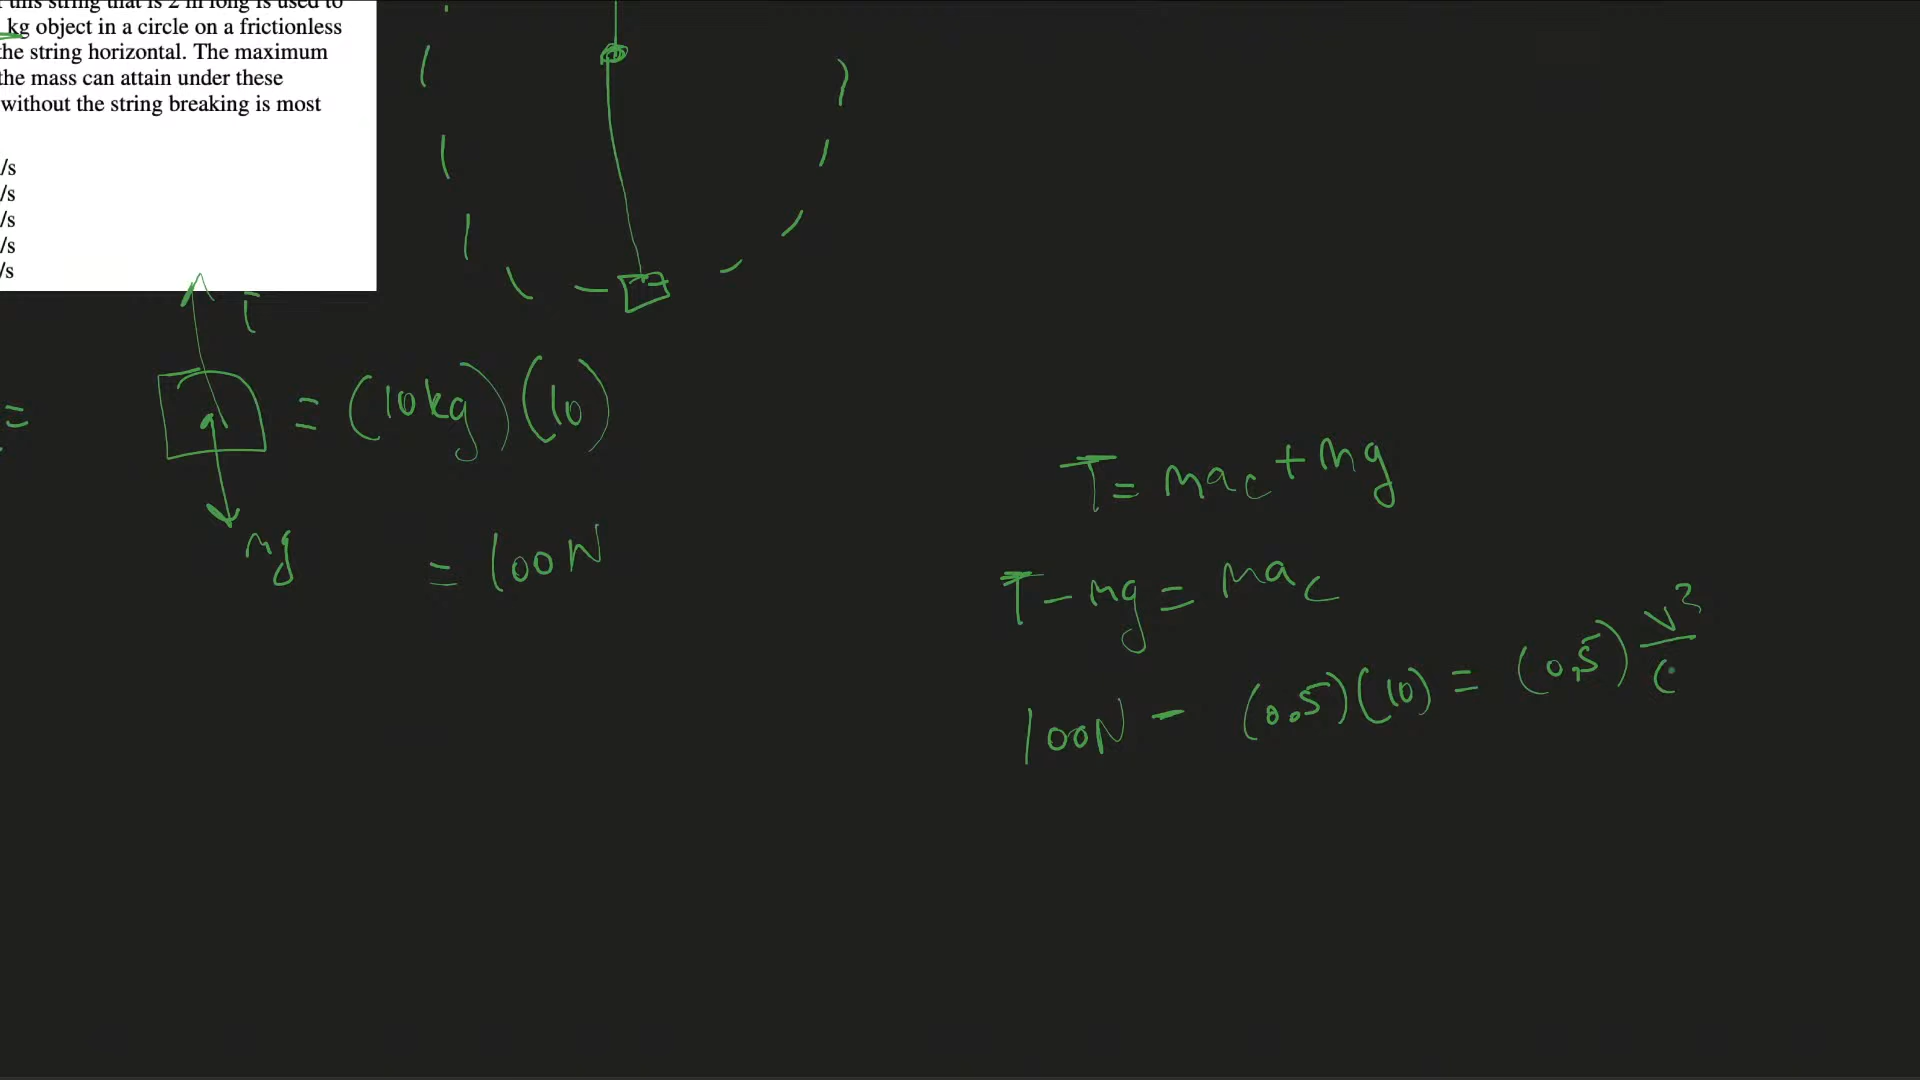 this string that is 2 m long is used to
kg object in a circle on a frictionless
the string horizontal. The maximum
the mass can attain under these
without the string breaking is most
/s
/s
/s
/s
/s
T
= = (10kg)(10)
mg = 100N
T = mac + mg
T - mg = mac
100N - (0.5)(10) = (0.5) v²/(